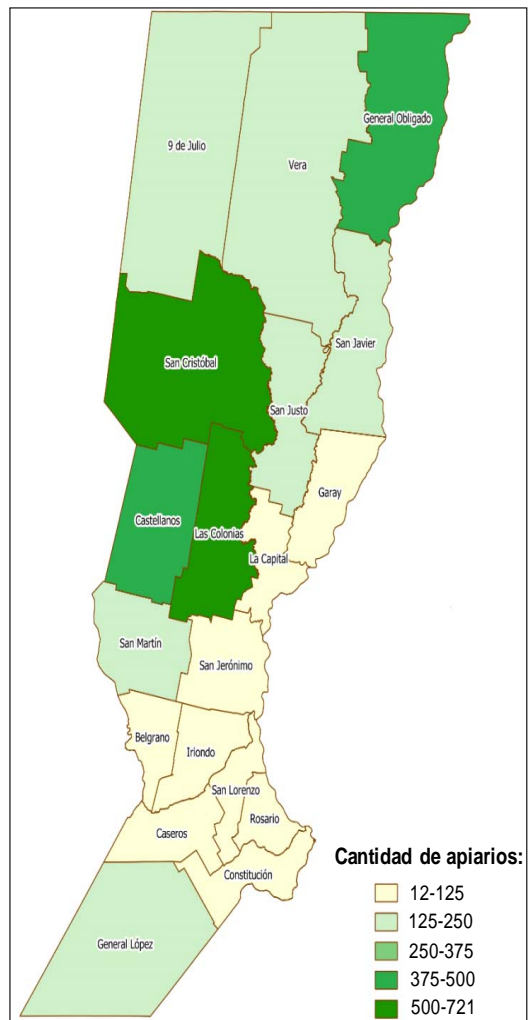 General Obligado
9 de Julio
Vera
San Javier
San Cristóbal
San Justo
Garay
Castellanos
Las Colonias
La Capital
San Martín
San Jerónimo
Belgrano
Iriondo
San Lorenzo
Rosario
Caseros
Constitución
General López
Cantidad de apiarios:
12-125
125-250
250-375
375-500
500-721